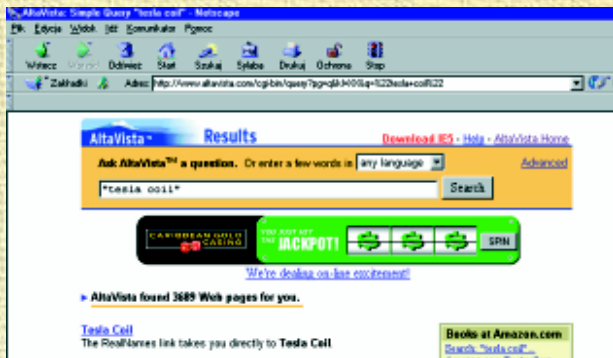 AltaVista: Simple Query "tesla coil" - Netscape
Plik Edycja Widok Idź Komunikator Pomoc
Wstecz Odśwież Start Szukaj Sylaba Drukuj Ochrona Stop
Zakładki Adres: http://www.altavista.com/cgi-bin/query?pg=q&kl=XX&q=%22tesla+coil%22
AltaVista™ Results Download IE5 - Help - AltaVista Home
Ask AltaVista™ a question. Or enter a few words in any language Advanced
"tesla coil" Search
CARIBBEAN GOLD CASINO YOU JUST HIT THE JACKPOT! $ $ $ SPIN
We're dealing on-line excitement!
AltaVista found 3689 Web pages for you.
Tesla Coil
The RealNames link takes you directly to Tesla Coil
Books at Amazon.com
Search "tesla coil"...